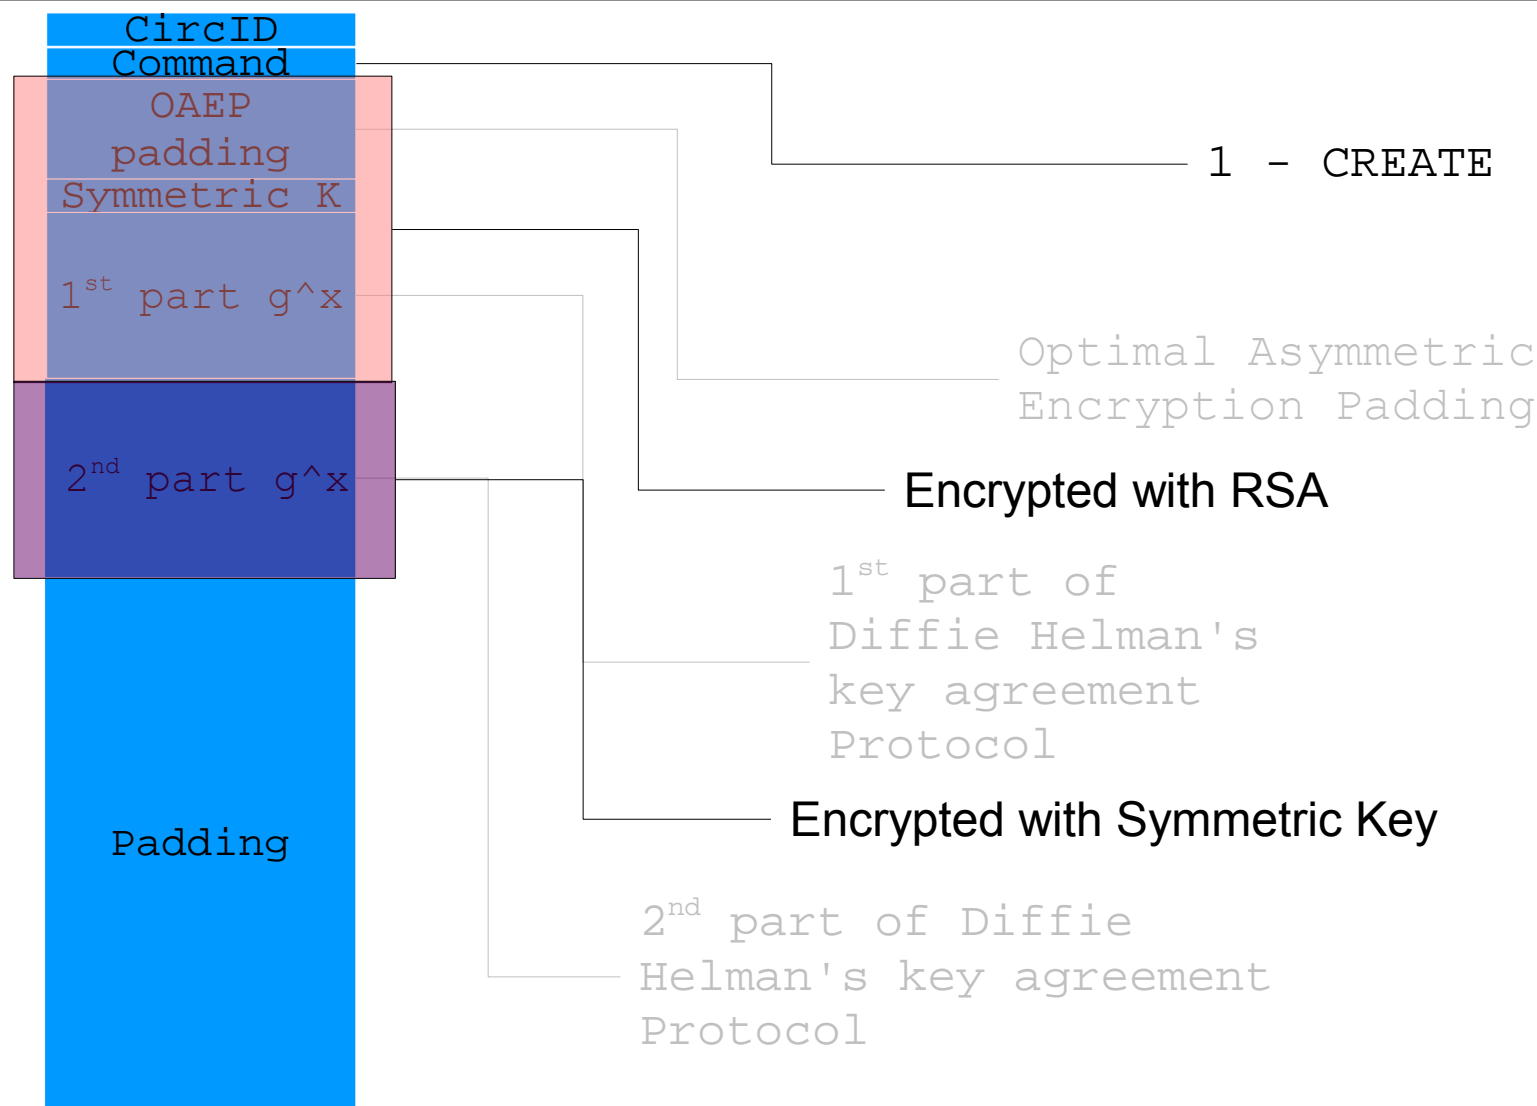 CircID
Command
OAEP
padding
Symmetric K
1st part g^x
2nd part g^x
Padding
1 - CREATE
Optimal Asymmetric
Encryption Padding
Encrypted with RSA
1st part of
Diffie Helman's
key agreement
Protocol
Encrypted with Symmetric Key
2nd part of Diffie
Helman's key agreement
Protocol